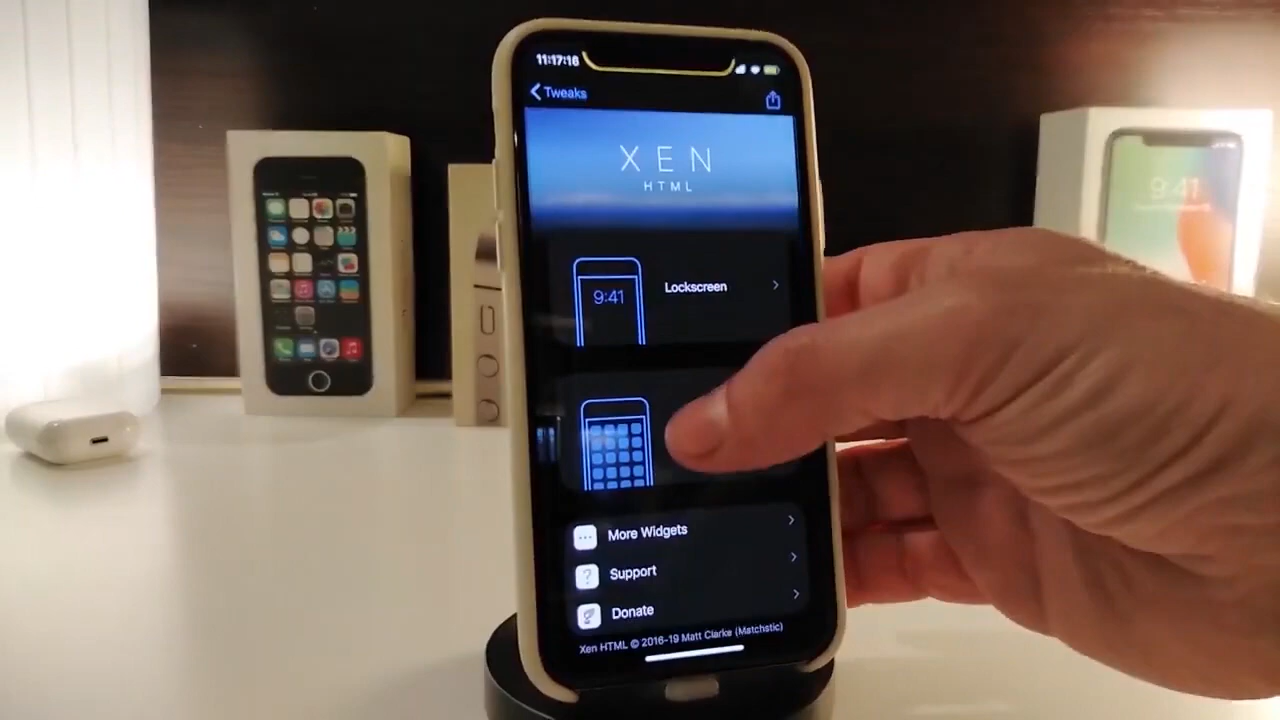 11:17:16
Tweaks
XEN
HTML
9:41
Lockscreen
More Widgets
?
Support
Donate
Xen HTML © 2016-19 Matt Clarke (Matchstic)
9:41